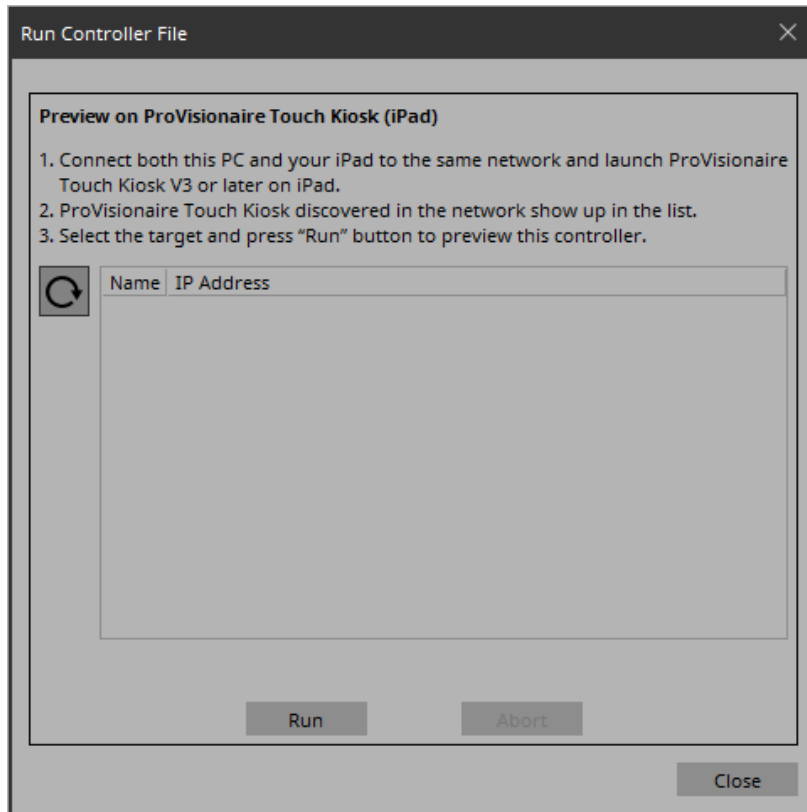 Run Controller File
Preview on ProVisionaire Touch Kiosk (iPad)
1. Connect both this PC and your iPad to the same network and launch ProVisionaire
Touch Kiosk V3 or later on iPad.
2. ProVisionaire Touch Kiosk discovered in the network show up in the list.
3. Select the target and press “Run” button to preview this controller.
Name IP Address
Run Abort
Close